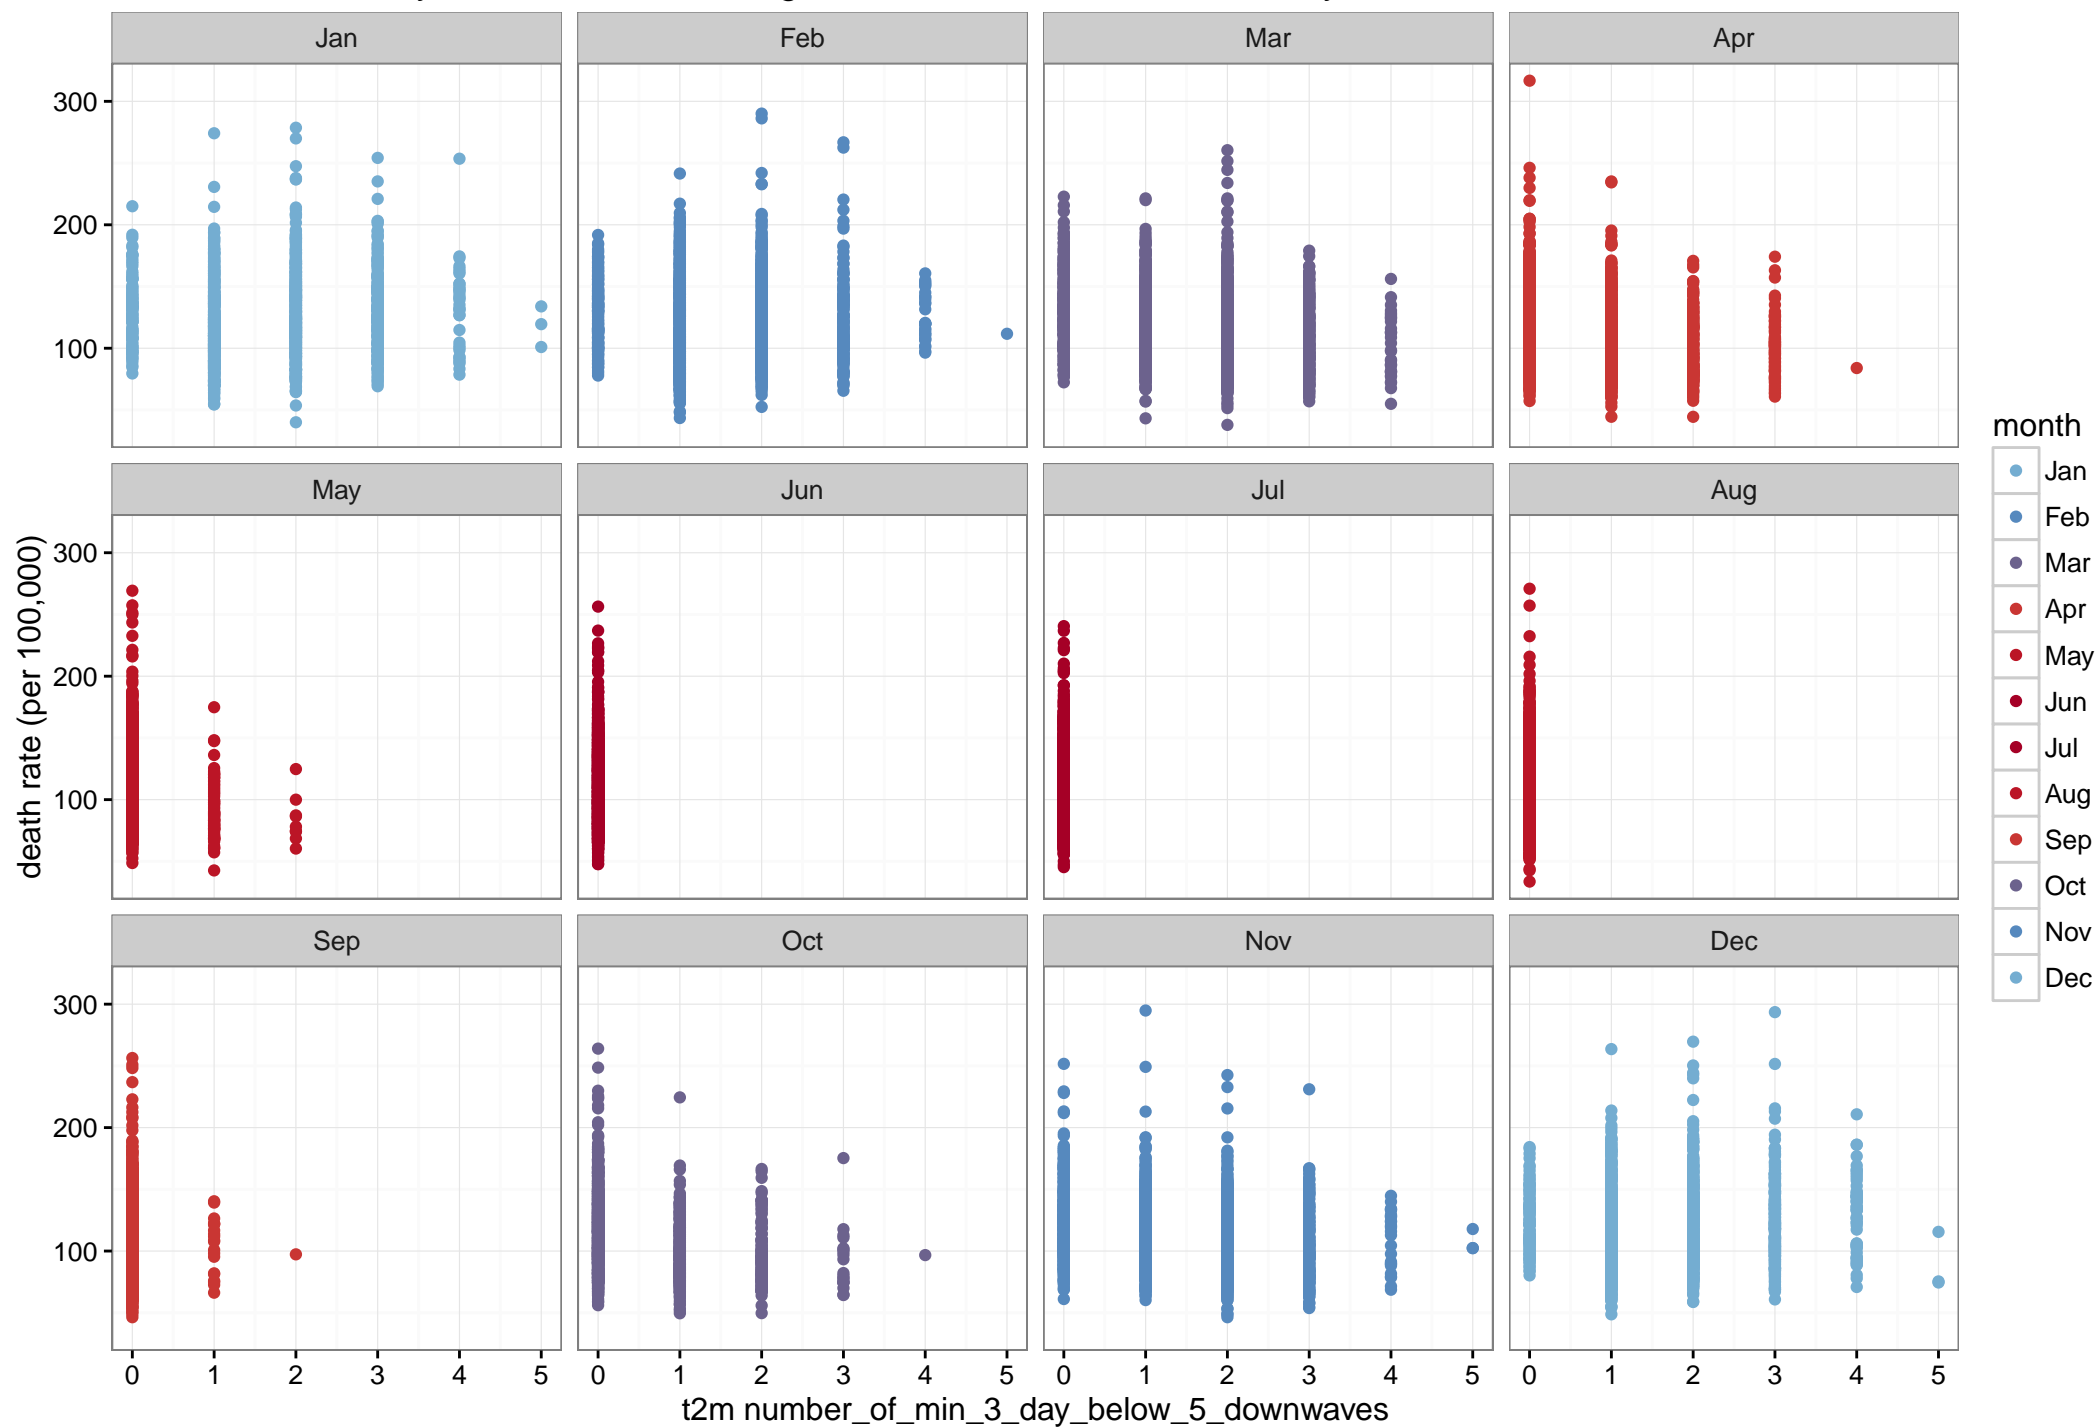 Jan Feb Mar Apr
300
200
100
May Jun Jul Aug
300
200
100
Sep Oct Nov Dec
300
200
100
0 1 2 3 4 5 0 1 2 3 4 5 0 1 2 3 4 5 0 1 2 3 4 5
t2m number_of_min_3_day_below_5_downwaves
death rate (per 100,000)
month
Jan
Feb
Mar
Apr
May
Jun
Jul
Aug
Sep
Oct
Nov
Dec